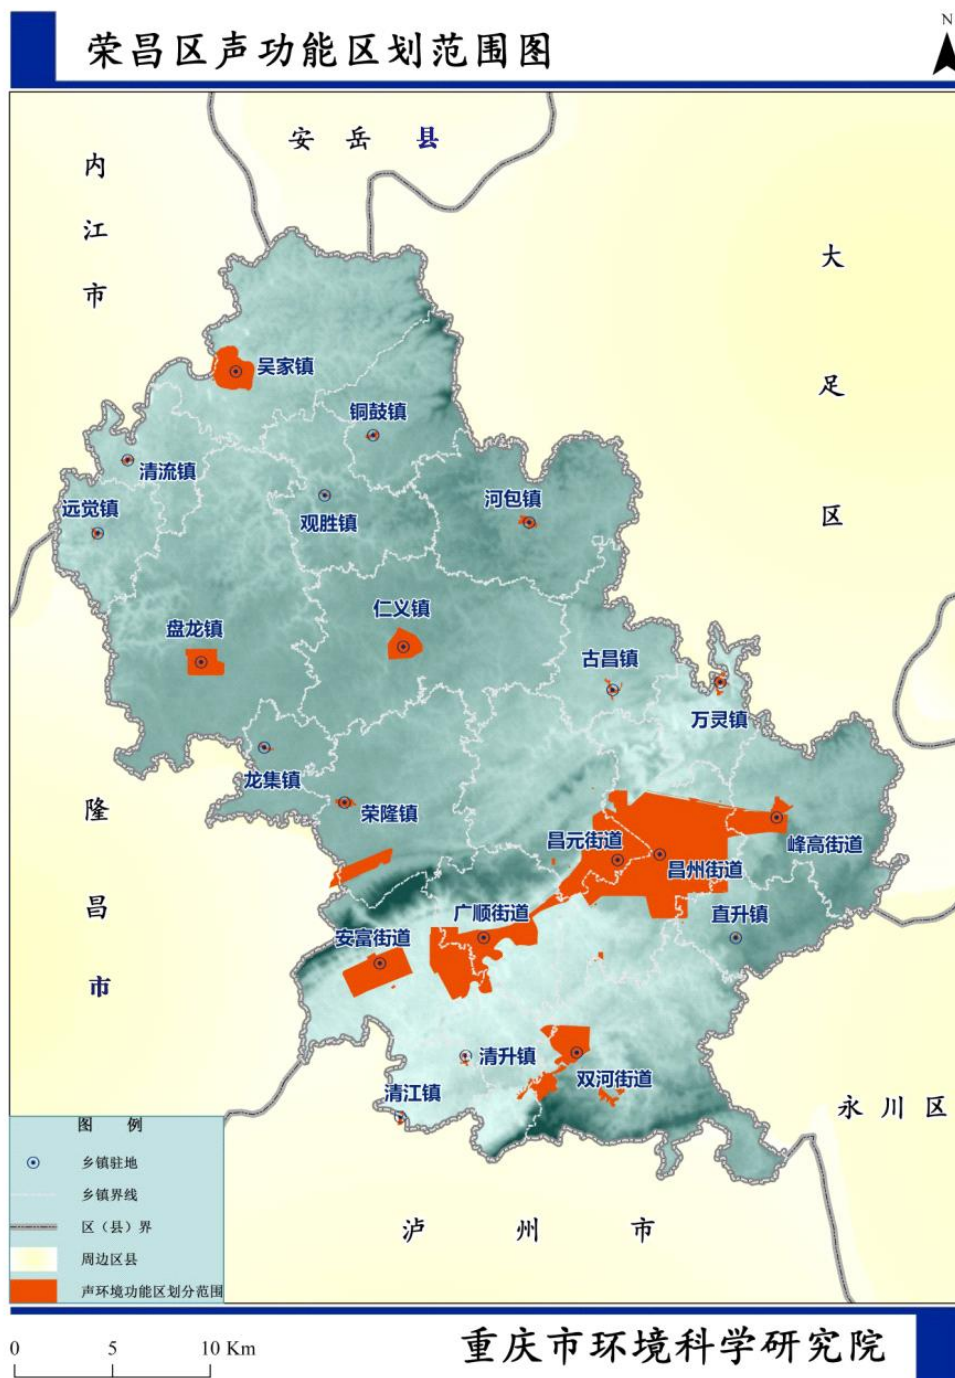 荣昌区声功能区划范围图
N
安岳县
内江市
大足区
吴家镇
铜鼓镇
清流镇
河包镇
远觉镇
观胜镇
仁义镇
盘龙镇
古昌镇
万灵镇
龙集镇
荣隆镇
隆昌市
昌元街道
峰高街道
昌州街道
广顺街道
直升镇
安富街道
清升镇
双河街道
清江镇
永川区
泸州市
图例
乡镇驻地
乡镇界线
区（县）界
周边区县
声环境功能区划分范围
0 5 10 Km
重庆市环境科学研究院